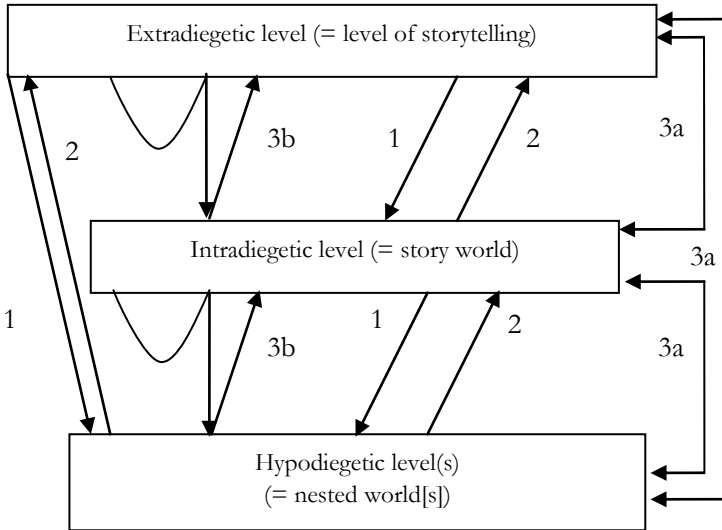 Extradiegetic level (= level of storytelling)
2
3b
1
2
3a
Intradiegetic level (= story world)
3a
1
3b
1
2
3a
Hypodiegetic level(s)
(= nested world[s])